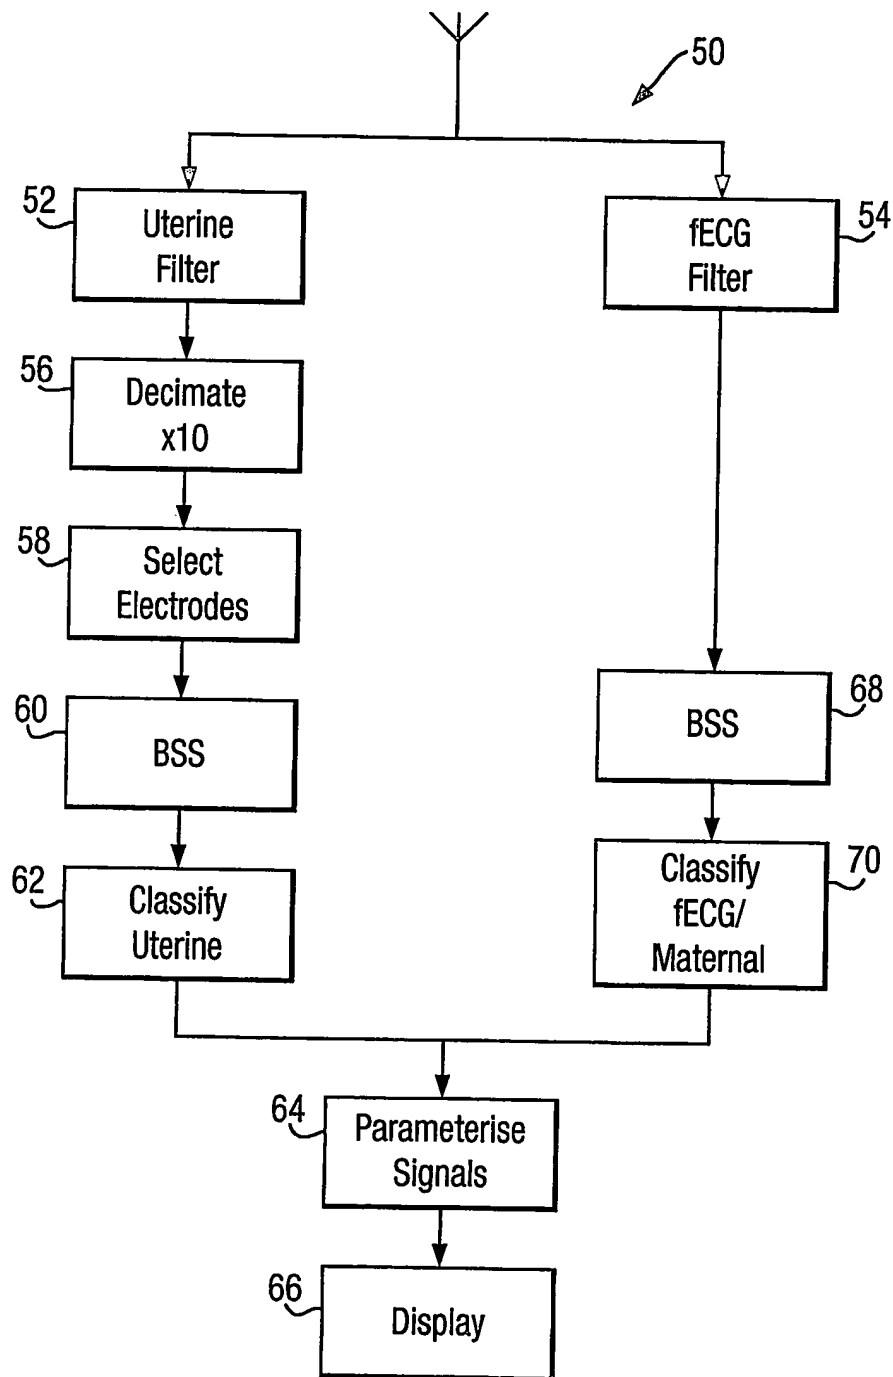 50
52
Uterine
Filter
54
fECG
Filter
56
Decimate
x10
58
Select
Electrodes
60
BSS
68
BSS
62
Classify
Uterine
70
Classify
fECG/
Maternal
64
Parameterise
Signals
66
Display